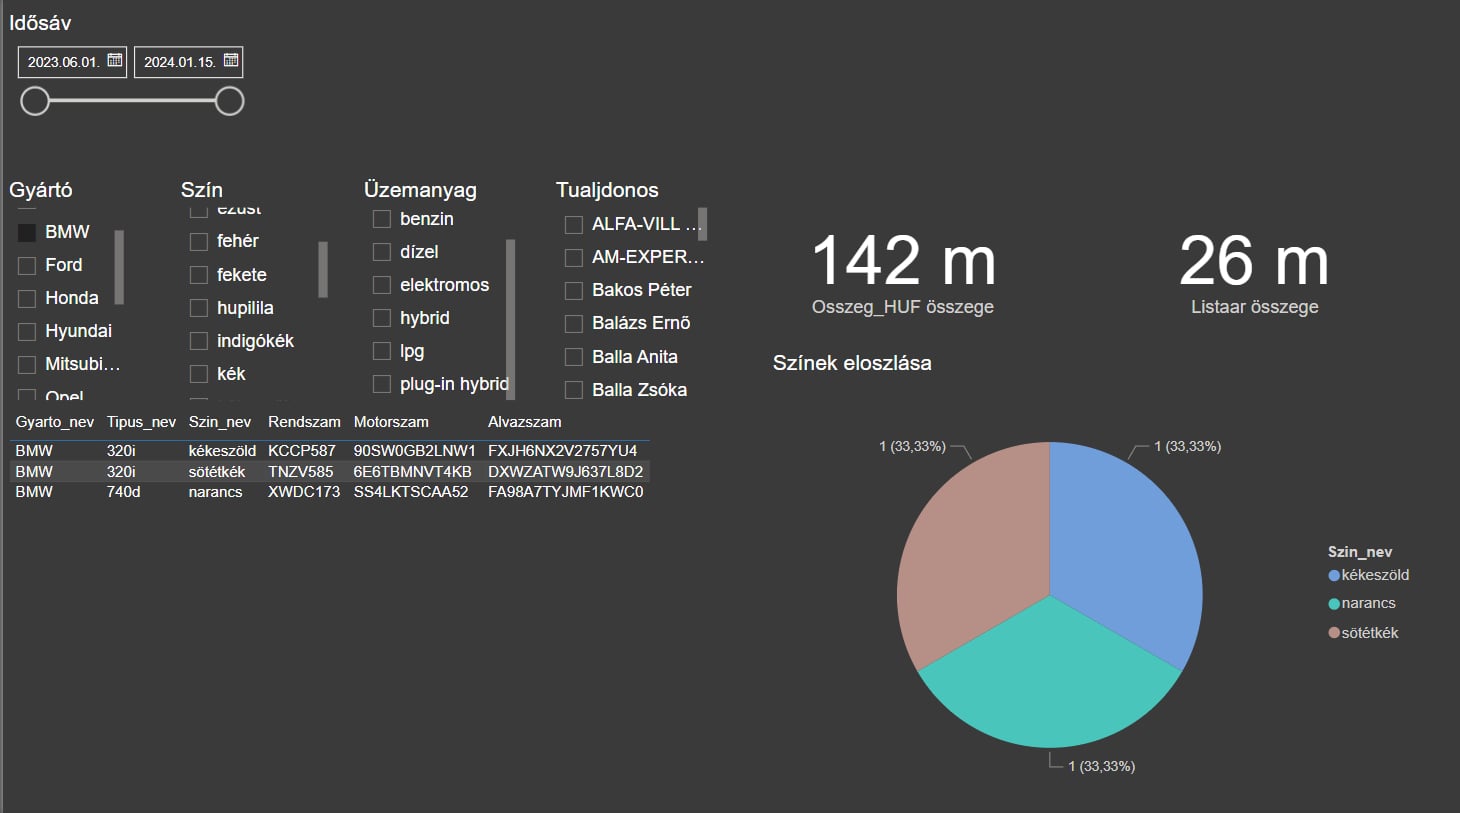 Idősáv
2023.06.01. 2024.01.15.
Gyártó
BMW
Ford
Honda
Hyundai
Mitsubi...
Opel
Szín
ezüst
fehér
fekete
hupilila
indigókék
kék
Üzemanyag
benzin
dízel
elektromos
hybrid
lpg
plug-in hybrid
Tualjdonos
ALFA-VILL ...
AM-EXPER...
Bakos Péter
Balázs Ernő
Balla Anita
Balla Zsóka
142 m
Osszeg_HUF összege
26 m
Listaar összege
Gyarto_nev Tipus_nev Szin_nev Rendszam Motorszam Alvazszam
BMW 320i kékeszöld KCCP587 90SW0GB2LNW1 FXJH6NX2V2757YU4
BMW 320i sötétkék TNZV585 6E6TBMNVT4KB DXWZATW9J637L8D2
BMW 740d narancs XWDC173 SS4LKTSCAA52 FA98A7TYJMF1KWC0
Színek eloszlása
1 (33,33%)
1 (33,33%)
1 (33,33%)
Szin_nev
kékeszöld
narancs
sötétkék